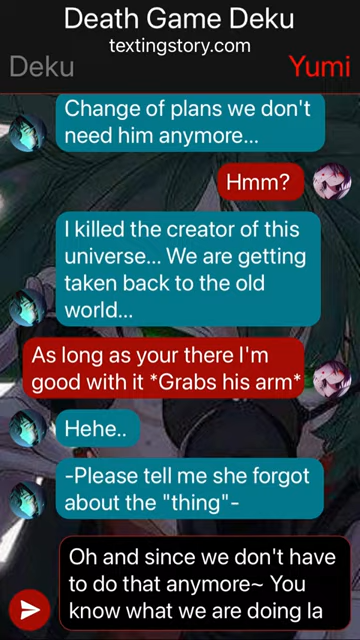 Death Game Deku
textingstory.com
Deku
Yumi
Change of plans we don't
need him anymore...
Hmm?
I killed the creator of this
universe... We are getting
taken back to the old
world...
As long as your there I'm
good with it *Grabs his arm*
Hehe..
-Please tell me she forgot
about the "thing"-
Oh and since we don't have
to do that anymore~ You
know what we are doing la